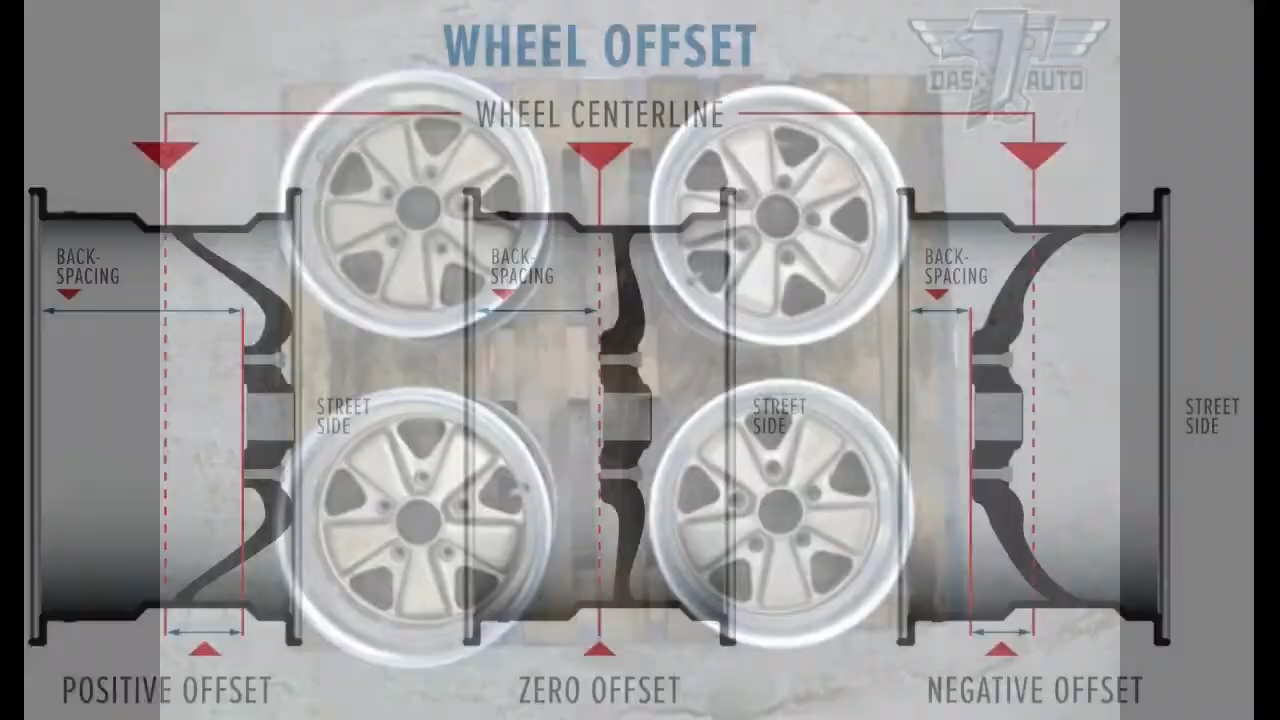 WHEEL OFFSET
DAS AUTO
WHEEL CENTERLINE
BACK-
SPACING
BACK-
SPACING
BACK-
SPACING
STREET
SIDE
STREET
SIDE
STREET
SIDE
POSITIVE OFFSET
ZERO OFFSET
NEGATIVE OFFSET